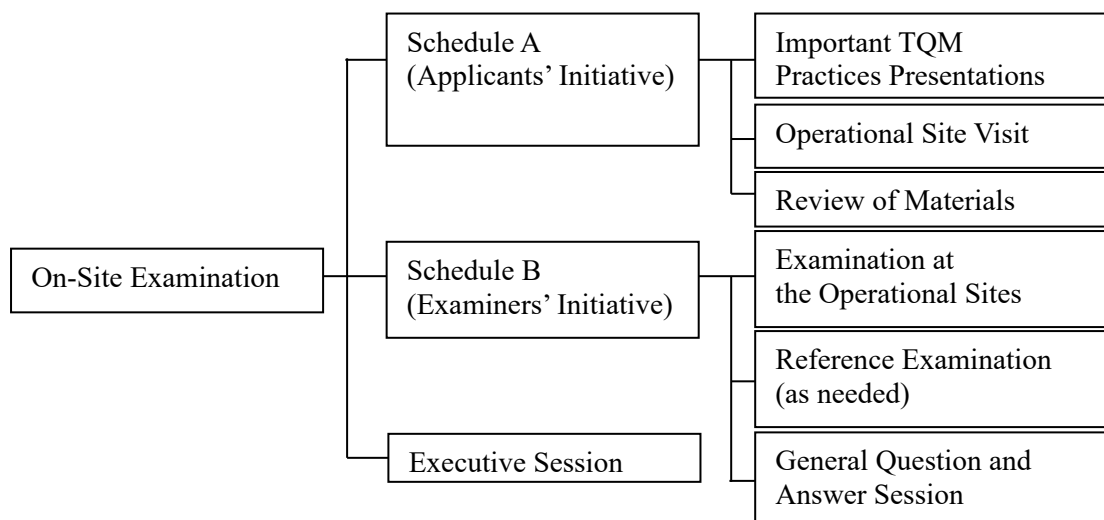 On-Site Examination
Schedule A
(Applicants’ Initiative)
Important TQM
Practices Presentations
Operational Site Visit
Review of Materials
Schedule B
(Examiners’ Initiative)
Examination at
the Operational Sites
Reference Examination
(as needed)
General Question and
Answer Session
Executive Session